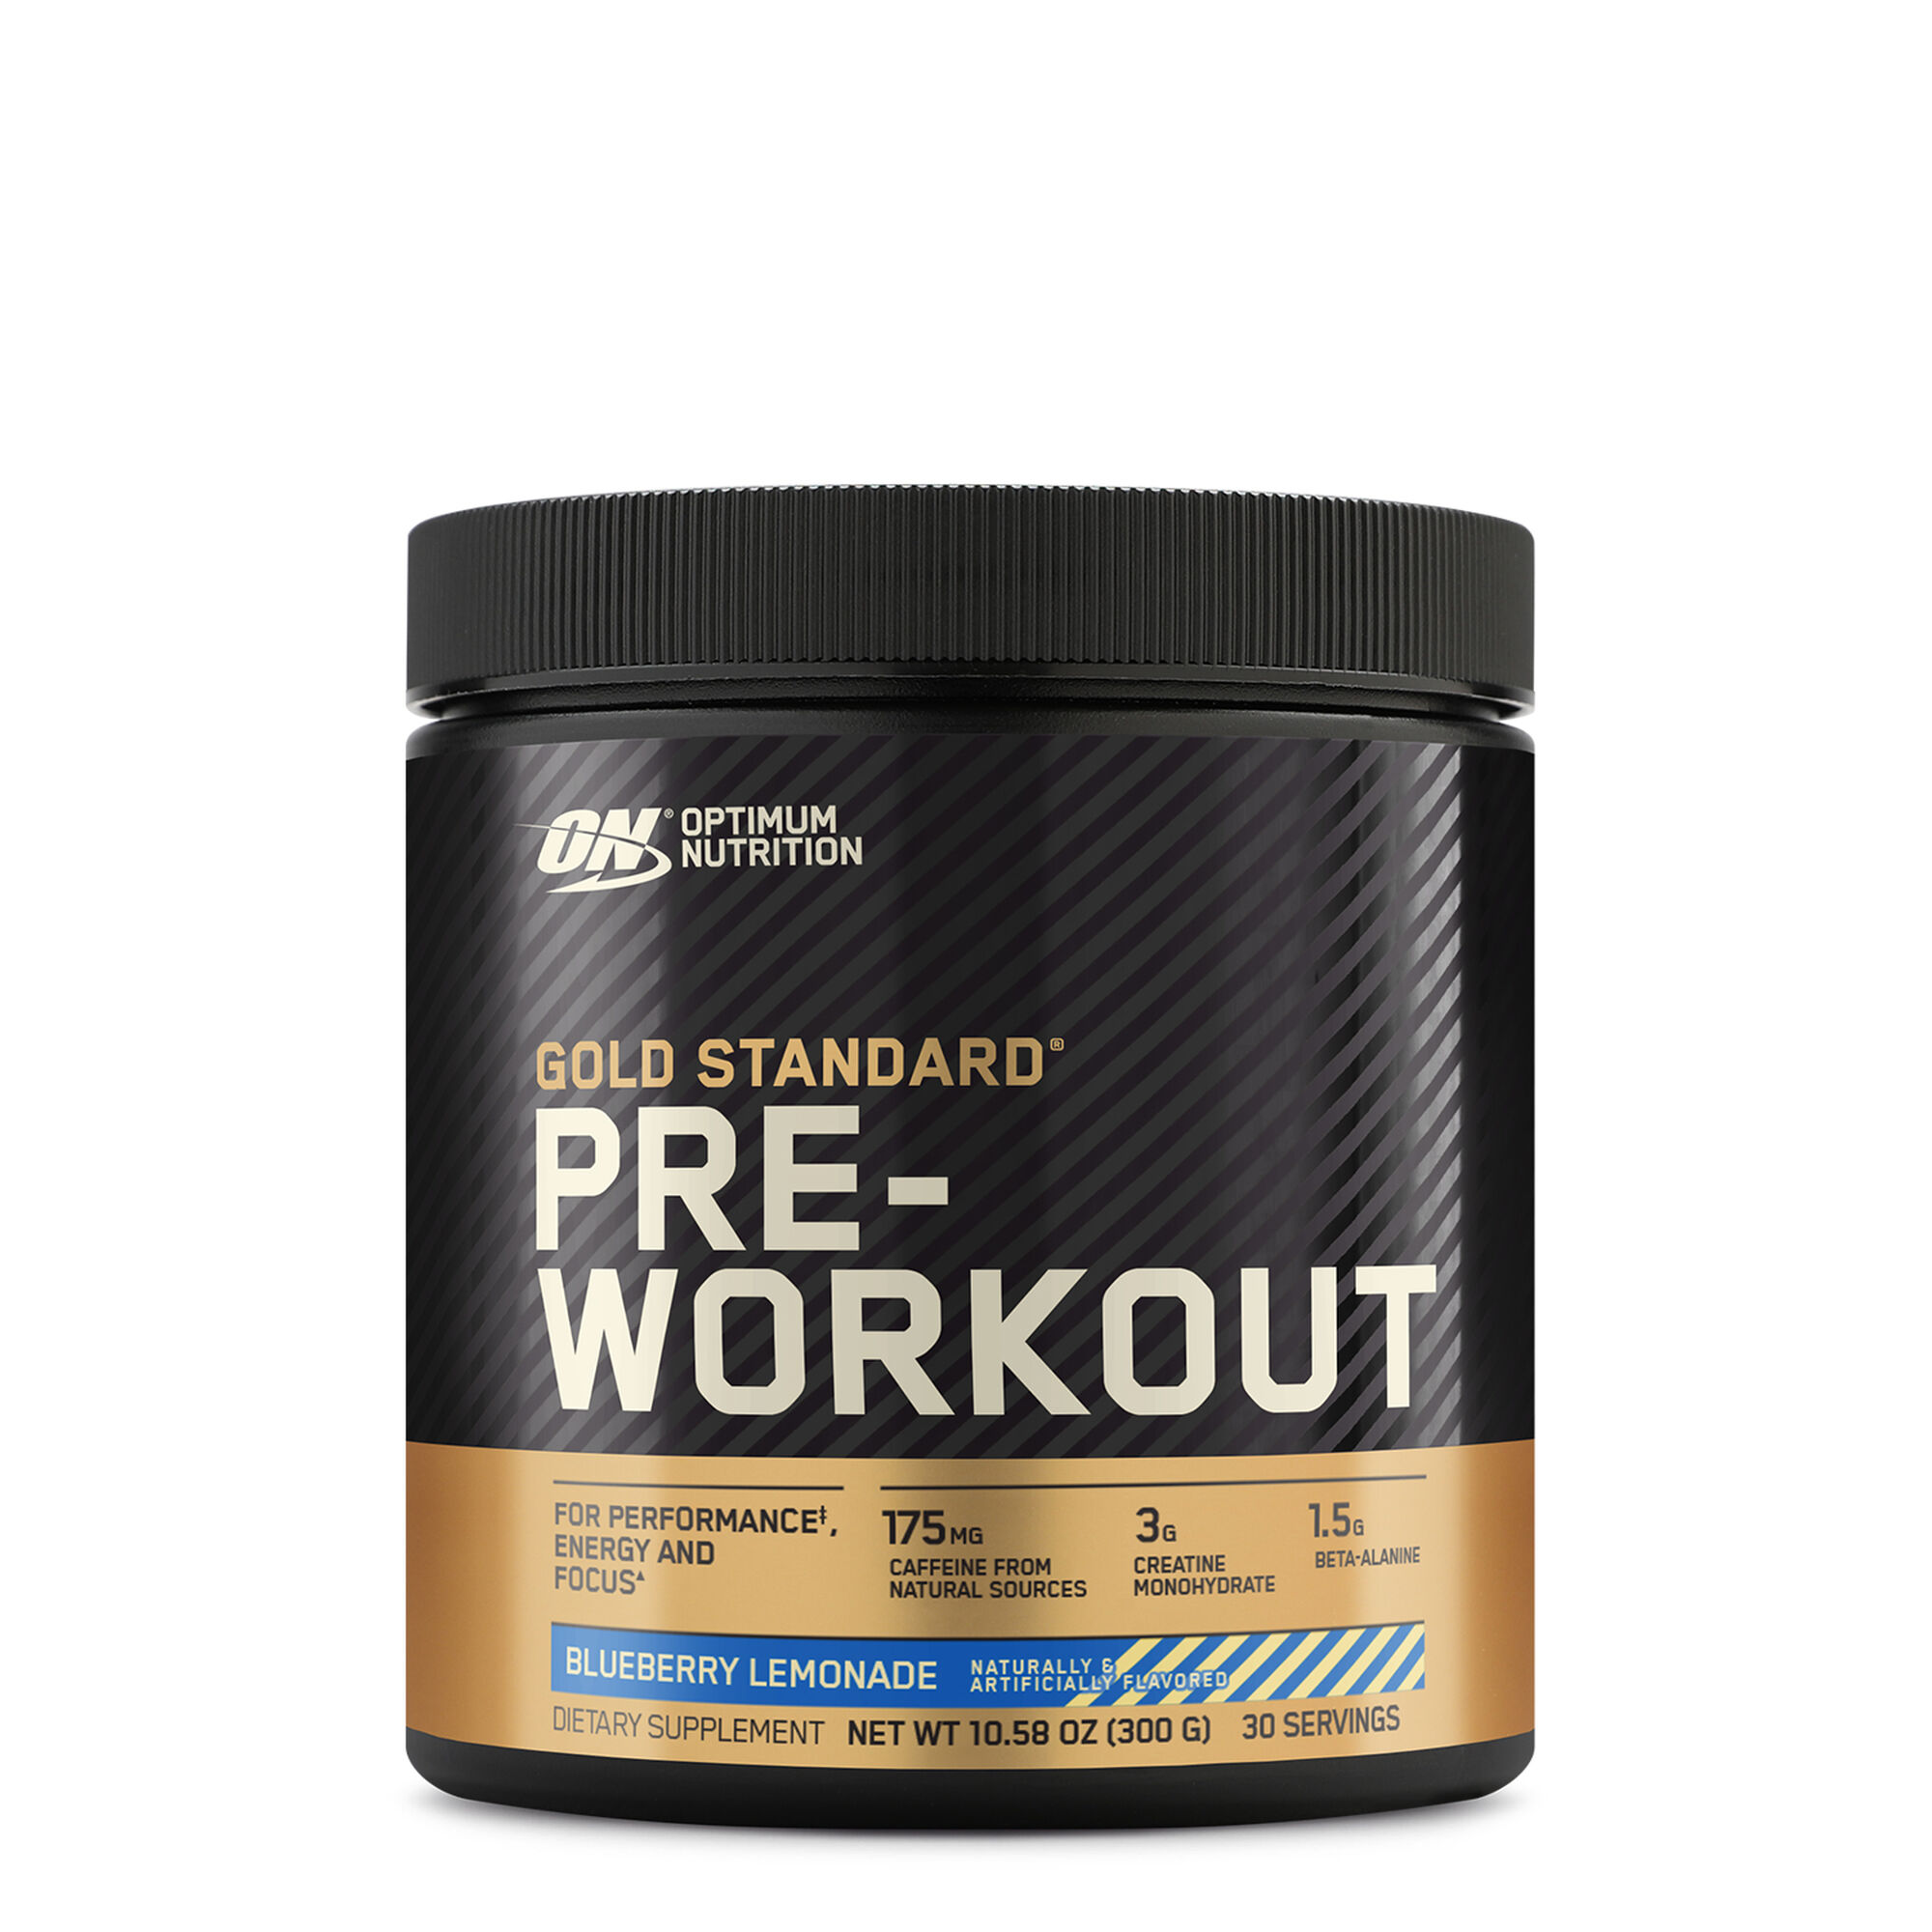 ON® OPTIMUM
NUTRITION
GOLD STANDARD®
PRE-
WORKOUT
FOR PERFORMANCE‡,
ENERGY AND
FOCUS▲
175MG
CAFFEINE FROM
NATURAL SOURCES
3G
CREATINE
MONOHYDRATE
1.5G
BETA-ALANINE
BLUEBERRY LEMONADE
NATURALLY &
ARTIFICIALLY FLAVORED
DIETARY SUPPLEMENT NET WT 10.58 OZ (300 G) 30 SERVINGS